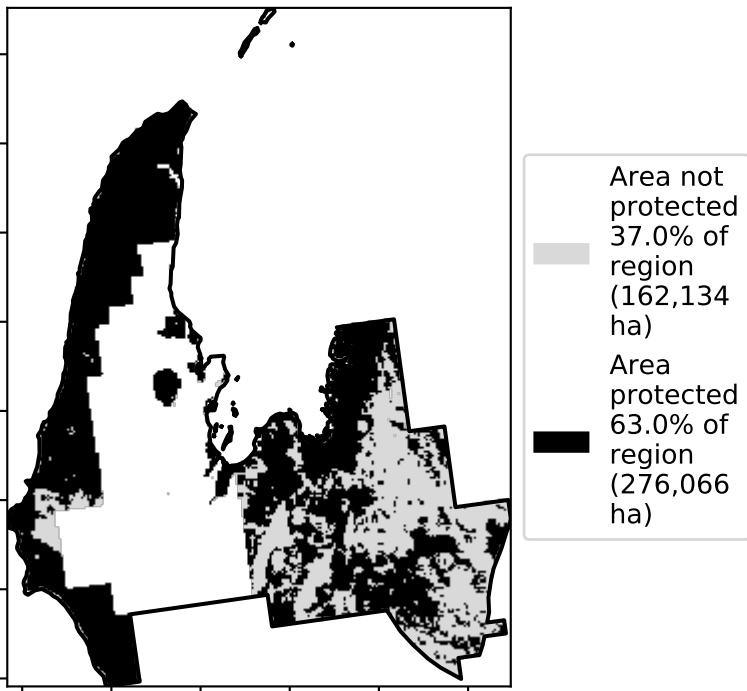 Area not
protected
37.0% of
region
(162,134
ha)
Area
protected
63.0% of
region
(276,066
ha)